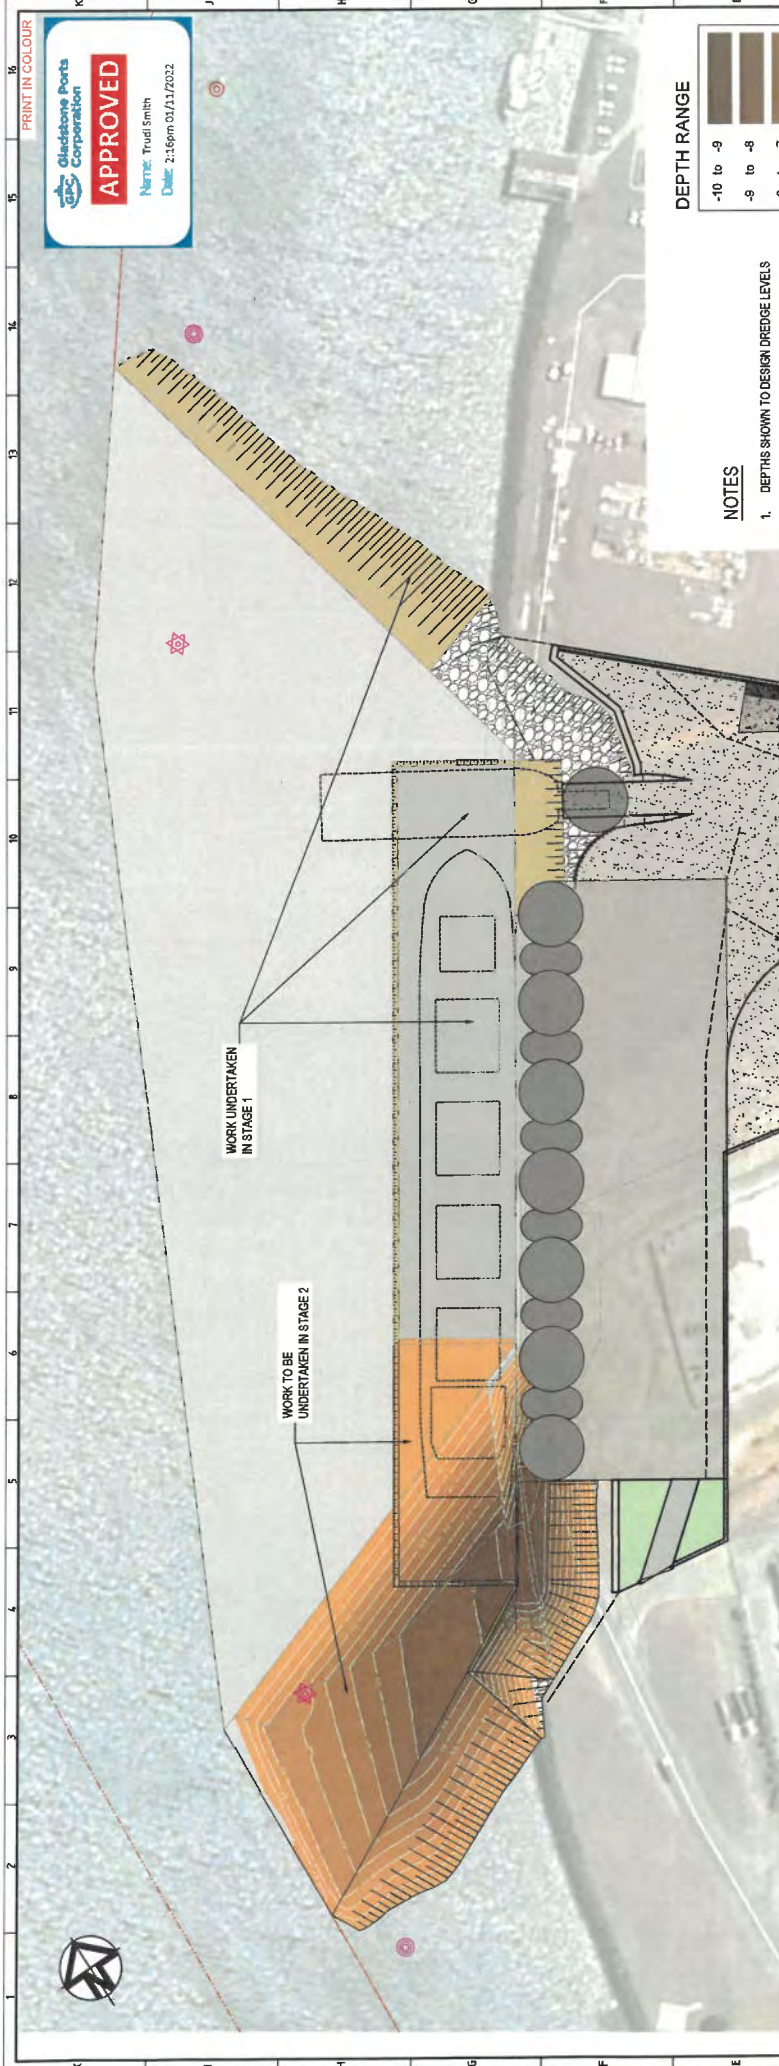 PRINT IN COLOUR
GPC Gladstone Ports
Corporation
APPROVED
Name: Trudi Smith
Date: 2:16pm 01/11/2022
1 2 3 4 5 6 7 8 9 10 11 12 13 14 15 16
K
J
H
G
F
E
WORK UNDERTAKEN
IN STAGE 1
WORK TO BE
UNDERTAKEN IN STAGE 2
NOTES
1. DEPTHS SHOWN TO DESIGN DREDGE LEVELS
DEPTH RANGE
-10 to -9
-9 to -8